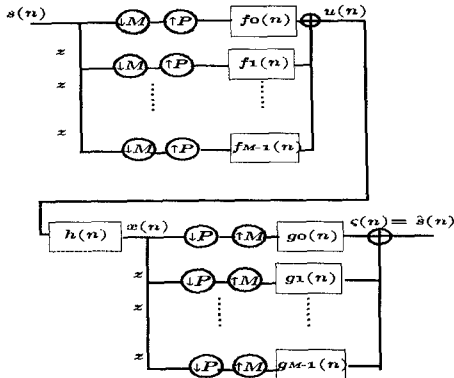 s(n) ↓M ↑P f0(n) u(n)
z ↓M ↑P f1(n)
z
z ↓M ↑P fM-1(n)
h(n) x(n) ↓P ↑M g0(n) ς(n)= ŝ(n)
z ↓P ↑M g1(n)
z
z ↓P ↑M gM-1(n)